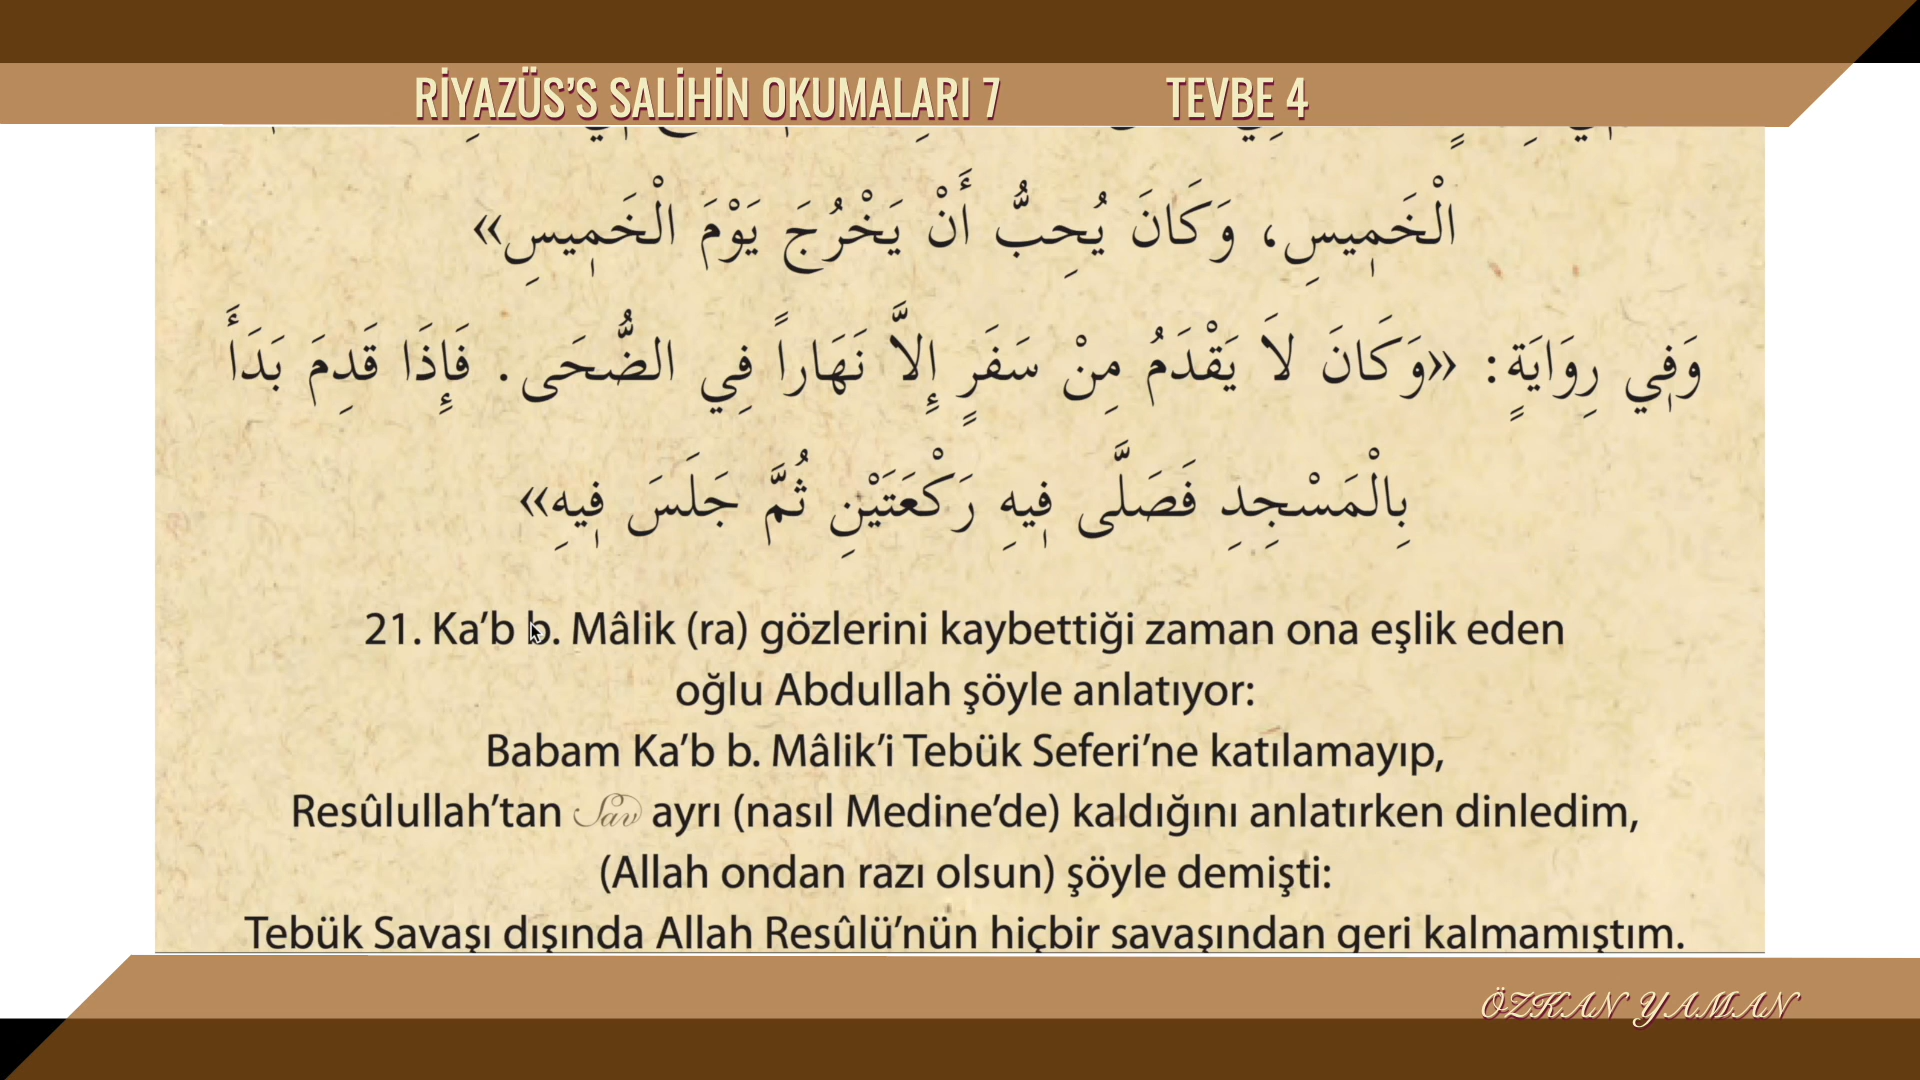 RİYAZÜS’S SALİHİN OKUMALARI 7 TEVBE 4
الْخَمِيسِ، وَكَانَ يُحِبُّ أَنْ يَخْرُجَ يَوْمَ الْخَمِيسِ»
وَفِي رِوَايَةٍ: «وَكَانَ لاَ يَقْدَمُ مِنْ سَفَرٍ إِلاَّ نَهَاراً فِي الضُّحَى. فَإِذَا قَدِمَ بَدَأَ
بِالْمَسْجِدِ فَصَلَّى فِيهِ رَكْعَتَيْنِ ثُمَّ جَلَسَ فِيهِ»
21. Ka’b b. Mâlik (ra) gözlerini kaybettiği zaman ona eşlik eden
oğlu Abdullah şöyle anlatıyor:
Babam Ka’b b. Mâlik’i Tebük Seferi’ne katılamayıp,
Resûlullah’tan Sav ayrı (nasıl Medine’de) kaldığını anlatırken dinledim,
(Allah ondan razı olsun) şöyle demişti:
Tebük Savaşı dışında Allah Resûlü’nün hiçbir savaşından geri kalmamıştım.
ÖZKAN YAMAN